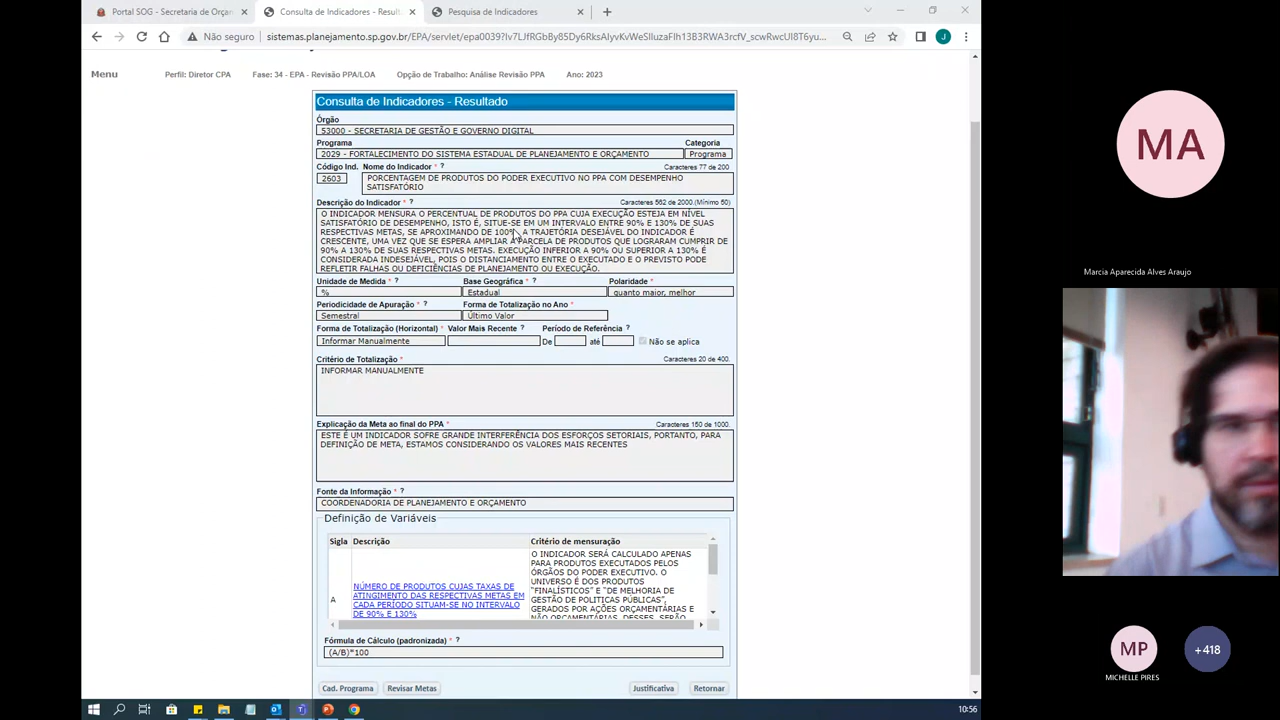 Portal SOG - Secretaria de Orçan
Consulta de Indicadores - Result
Pesquisa de Indicadores
Não seguro
sistemas.planejamento.sp.gov.br/EPA/servlet/epa0039?
Menu
Perfil: Diretor CPA
Fase: 34 - EPA - Revisão PPA/LOA
Opção de Trabalho: Análise Revisão PPA
Ano: 2023
Consulta de Indicadores - Resultado
Órgão
53000 - SECRETARIA DE GESTÃO E GOVERNO DIGITAL
Programa
Categoria
2029 - FORTALECIMENTO DO SISTEMA ESTADUAL DE PLANEJAMENTO E ORÇAMENTO
Programa
Código Ind.
Nome do Indicador * ?
Caracteres 77 de 200
2603
PORCENTAGEM DE PRODUTOS DO PODER EXECUTIVO NO PPA COM DESEMPENHO
SATISFATÓRIO
Descrição do Indicador * ?
Caracteres 562 de 2000.(Mínimo 50)
O INDICADOR MENSURA O PERCENTUAL DE PRODUTOS DO PPA CUJA EXECUÇÃO ESTEJA EM NÍVEL
SATISFATÓRIO DE DESEMPENHO, ISTO É, SITUE-SE EM UM INTERVALO ENTRE 90% E 130% DE SUAS
RESPECTIVAS METAS, SE APROXIMANDO DE 100%. A TRAJETÓRIA DESEJÁVEL DO INDICADOR É
CRESCENTE, UMA VEZ QUE SE ESPERA AMPLIAR A PARCELA DE PRODUTOS QUE LOGRARAM CUMPRIR DE
90% A 130% DE SUAS RESPECTIVAS METAS. EXECUÇÃO INFERIOR A 90% OU SUPERIOR A 130% É
CONSIDERADA INDESEJÁVEL, POIS O DISTANCIAMENTO ENTRE O EXECUTADO E O PREVISTO PODE
REFLETIR FALHAS OU DEFICIÊNCIAS DE PLANEJAMENTO OU EXECUÇÃO.
Unidade de Medida * ?
Base Geográfica * ?
Polaridade *
%
Estadual
quanto maior, melhor
Periodicidade de Apuração * ?
Forma de Totalização no Ano *
Semestral
Último Valor
Forma de Totalização (Horizontal) *
Valor Mais Recente ?
Período de Referência ?
Informar Manualmente
De
até
Não se aplica
Critério de Totalização *
Caracteres 20 de 400.
INFORMAR MANUALMENTE
Explicação da Meta ao final do PPA *
Caracteres 150 de 1000.
ESTE É UM INDICADOR SOFRE GRANDE INTERFERÊNCIA DOS ESFORÇOS SETORIAIS, PORTANTO, PARA
DEFINIÇÃO DE META, ESTAMOS CONSIDERANDO OS VALORES MAIS RECENTES
Fonte da Informação * ?
COORDENADORIA DE PLANEJAMENTO E ORÇAMENTO
Definição de Variáveis
Sigla
Descrição
Critério de mensuração
A
NÚMERO DE PRODUTOS CUJAS TAXAS DE
ATINGIMENTO DAS RESPECTIVAS METAS EM
CADA PERÍODO SITUAM-SE NO INTERVALO
DE 90% E 130%
O INDICADOR SERÁ CALCULADO APENAS
PARA PRODUTOS EXECUTADOS PELOS
ÓRGÃOS DO PODER EXECUTIVO. O
UNIVERSO É DOS PRODUTOS
"FINALÍSTICOS" E "DE MELHORIA DE
GESTÃO DE POLÍTICAS PÚBLICAS",
GERADOS POR AÇÕES ORÇAMENTÁRIAS E
NÃO ORÇAMENTÁRIAS. DESSES, SERÃO
Fórmula de Cálculo (padronizada) * ?
(A/B)*100
Cad. Programa
Revisar Metas
Justificativa
Retornar
J
10:56
MA
Marcia Aparecida Alves Araujo
MP
MICHELLE PIRES
+418